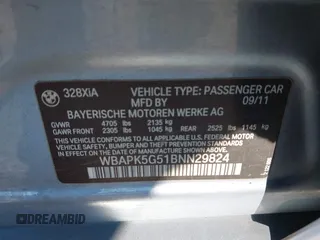 328XIA
VEHICLE TYPE: PASSENGER CAR
09/11
BAYERISCHE MOTOREN WERKE AG
GVWR 4705 lbs 2135 kg
GAWR FRONT 2305 lbs 1045 kg REAR 2525 lbs 1145 kg
THIS VEHICLE CONFORMS TO ALL APPLICABLE U.S. FEDERAL MOTOR
VEHICLE SAFETY, BUMPER, AND THEFT PREVENTION STANDARDS IN
EFFECT ON THE DATE OF MANUFACTURE SHOWN ABOVE.
WBAPK5G51BNN29824
DREAMBID